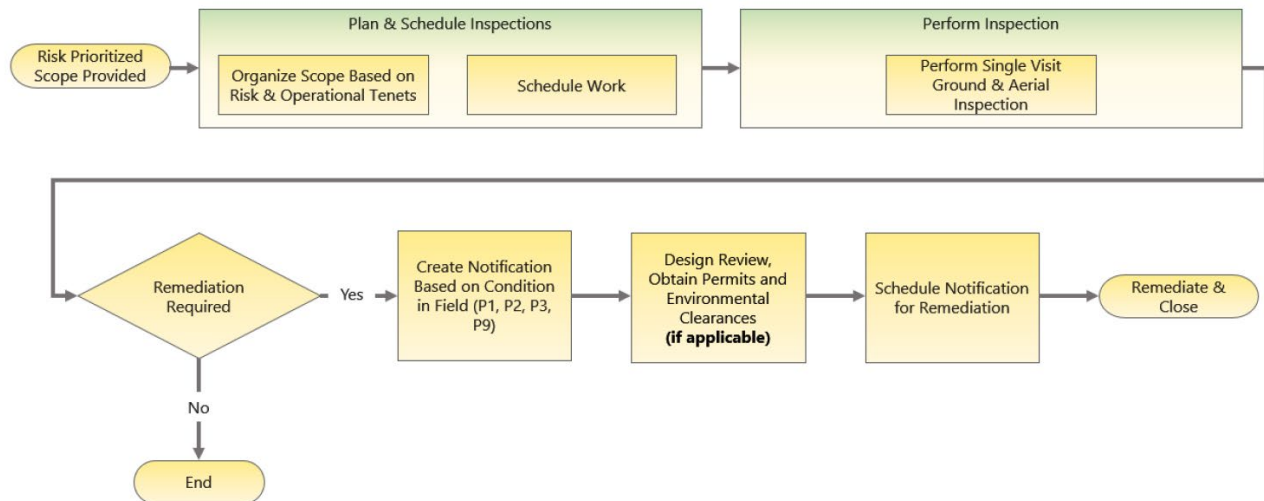 Plan & Schedule Inspections
Perform Inspection
Risk Prioritized
Scope Provided
Organize Scope Based on
Risk & Operational Tenets
Schedule Work
Perform Single Visit
Ground & Aerial
Inspection
Remediation
Required
Yes
Create Notification
Based on Condition
in Field (P1, P2, P3,
P9)
Design Review,
Obtain Permits and
Environmental
Clearances
(if applicable)
Schedule Notification
for Remediation
Remediate &
Close
No
End